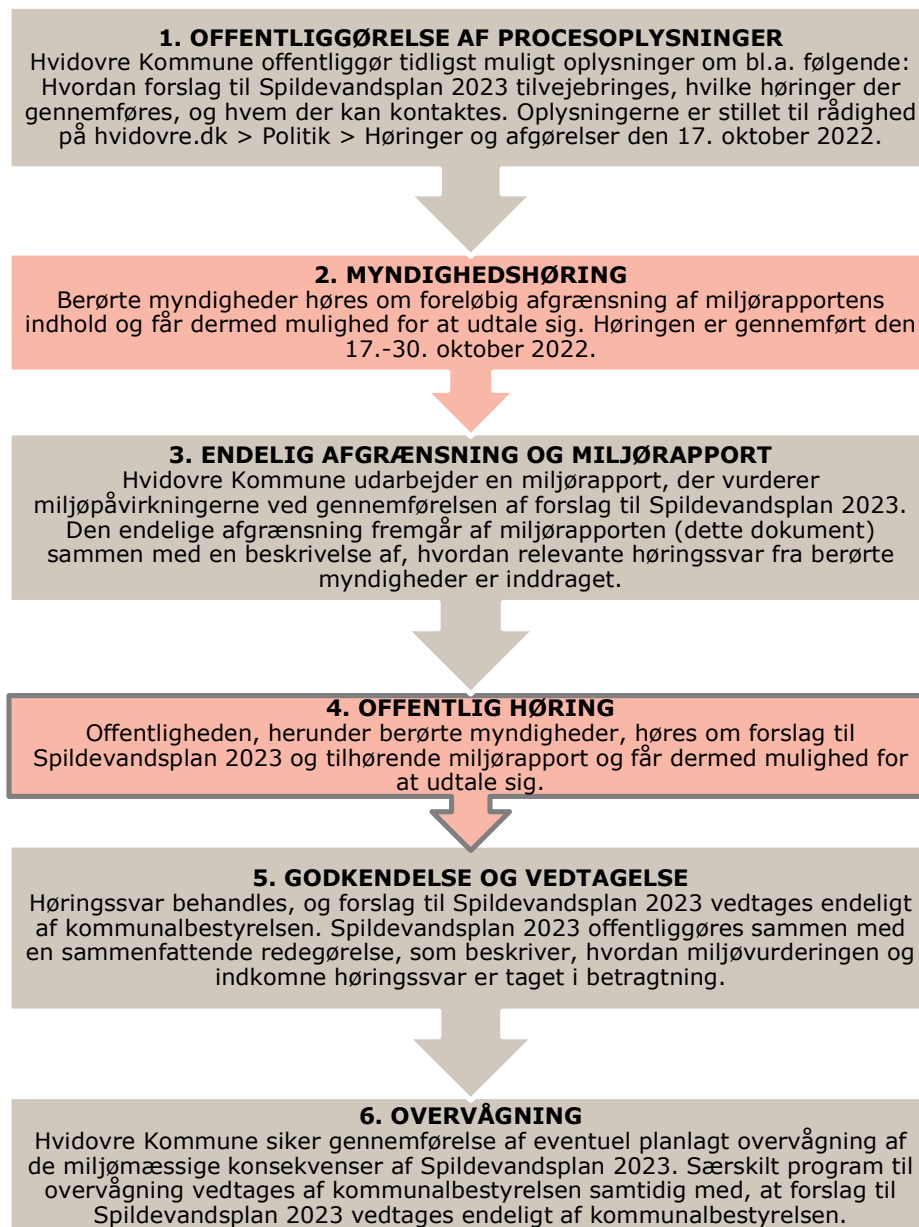 1. OFFENTLIGGØRELSE AF PROCESOPLYSNINGER
Hvidovre Kommune offentliggør tidligst muligt oplysninger om bl.a. følgende:
Hvordan forslag til Spildevandsplan 2023 tilvejebringes, hvilke høringer der
gennemføres, og hvem der kan kontaktes. Oplysningerne er stillet til rådighed
på hvidovre.dk > Politik > Høringer og afgørelser den 17. oktober 2022.
2. MYNDIGHEDSHØRING
Berørte myndigheder høres om foreløbig afgrænsning af miljørapportens
indhold og får dermed mulighed for at udtale sig. Høringen er gennemført den
17.-30. oktober 2022.
3. ENDELIG AFGRÆNSNING OG MILJØRAPPORT
Hvidovre Kommune udarbejder en miljørapport, der vurderer
miljøpåvirkningerne ved gennemførelsen af forslag til Spildevandsplan 2023.
Den endelige afgrænsning fremgår af miljørapporten (dette dokument)
sammen med en beskrivelse af, hvordan relevante høringssvar fra berørte
myndigheder er inddraget.
4. OFFENTLIG HØRING
Offentligheden, herunder berørte myndigheder, høres om forslag til
Spildevandsplan 2023 og tilhørende miljørapport og får dermed mulighed for
at udtale sig.
5. GODKENDELSE OG VEDTAGELSE
Høringssvar behandles, og forslag til Spildevandsplan 2023 vedtages endeligt
af kommunalbestyrelsen. Spildevandsplan 2023 offentliggøres sammen med
en sammenfattende redegørelse, som beskriver, hvordan miljøvurderingen og
indkomne høringssvar er taget i betragtning.
6. OVERVÅGNING
Hvidovre Kommune siker gennemførelse af eventuel planlagt overvågning af
de miljømæssige konsekvenser af Spildevandsplan 2023. Særskilt program til
overvågning vedtages af kommunalbestyrelsen samtidig med, at forslag til
Spildevandsplan 2023 vedtages endeligt af kommunalbestyrelsen.